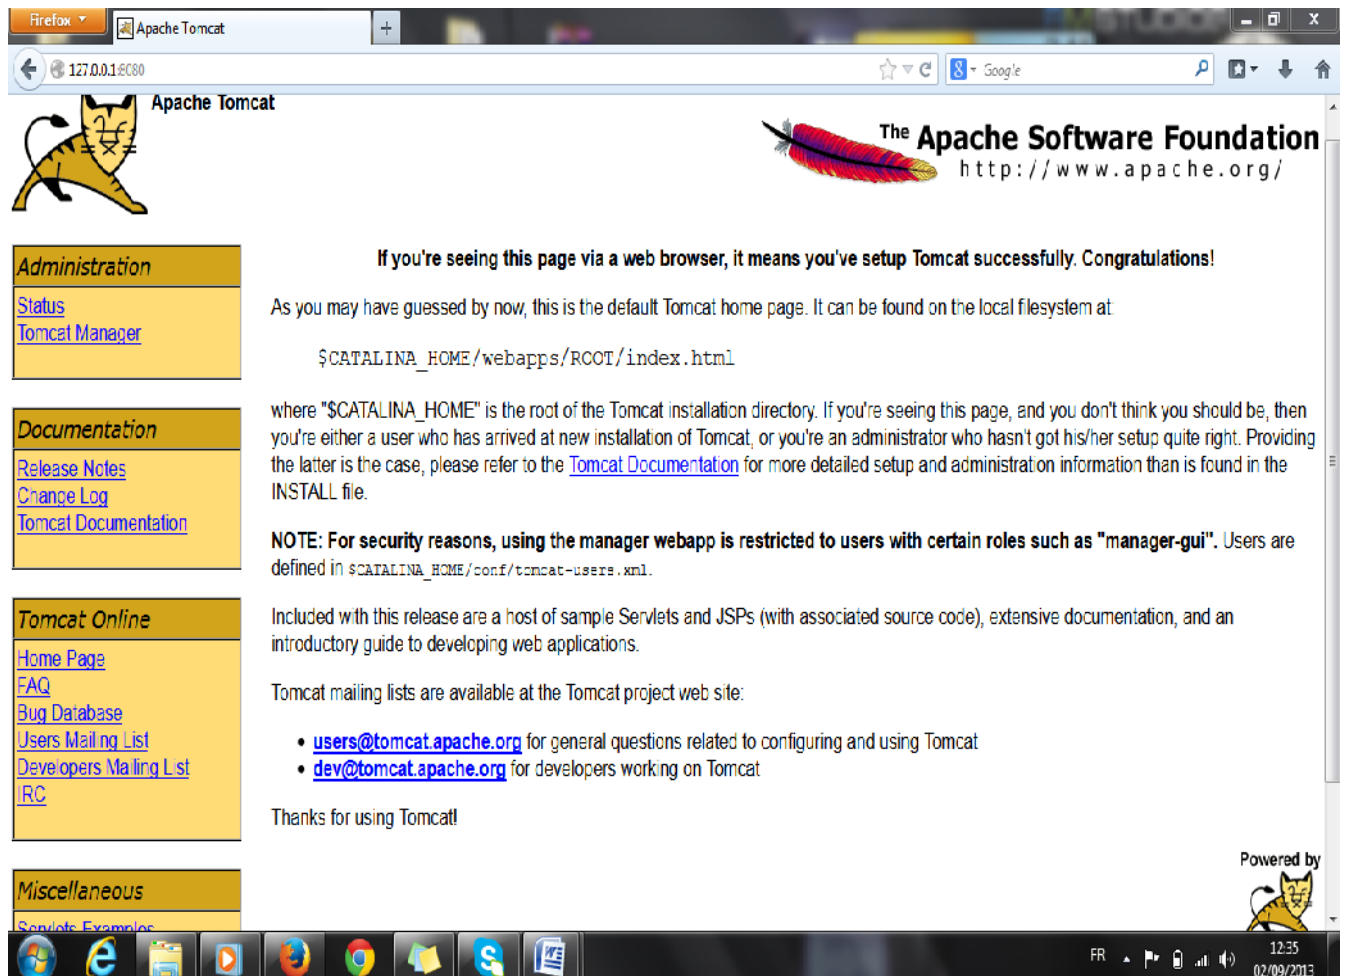 Firefox
Apache Tomcat
127.0.0.1:8080
Google
Apache Tomcat
The Apache Software Foundation
http://www.apache.org/
Administration
Status
Tomcat Manager
Documentation
Release Notes
Change Log
Tomcat Documentation
Tomcat Online
Home Page
FAQ
Bug Database
Users Mailing List
Developers Mailing List
IRC
Miscellaneous
Servlets Examples
If you're seeing this page via a web browser, it means you've setup Tomcat successfully. Congratulations!
As you may have guessed by now, this is the default Tomcat home page. It can be found on the local filesystem at:
$CATALINA_HOME/webapps/ROOT/index.html
where "$CATALINA_HOME" is the root of the Tomcat installation directory. If you're seeing this page, and you don't think you should be, then
you're either a user who has arrived at new installation of Tomcat, or you're an administrator who hasn't got his/her setup quite right. Providing
the latter is the case, please refer to the Tomcat Documentation for more detailed setup and administration information than is found in the
INSTALL file.
NOTE: For security reasons, using the manager webapp is restricted to users with certain roles such as "manager-gui". Users are
defined in $CATALINA_HOME/conf/tomcat-users.xml.
Included with this release are a host of sample Servlets and JSPs (with associated source code), extensive documentation, and an
introductory guide to developing web applications.
Tomcat mailing lists are available at the Tomcat project web site:
• users@tomcat.apache.org for general questions related to configuring and using Tomcat
• dev@tomcat.apache.org for developers working on Tomcat
Thanks for using Tomcat!
Powered by
FR
12:35
02/09/2013